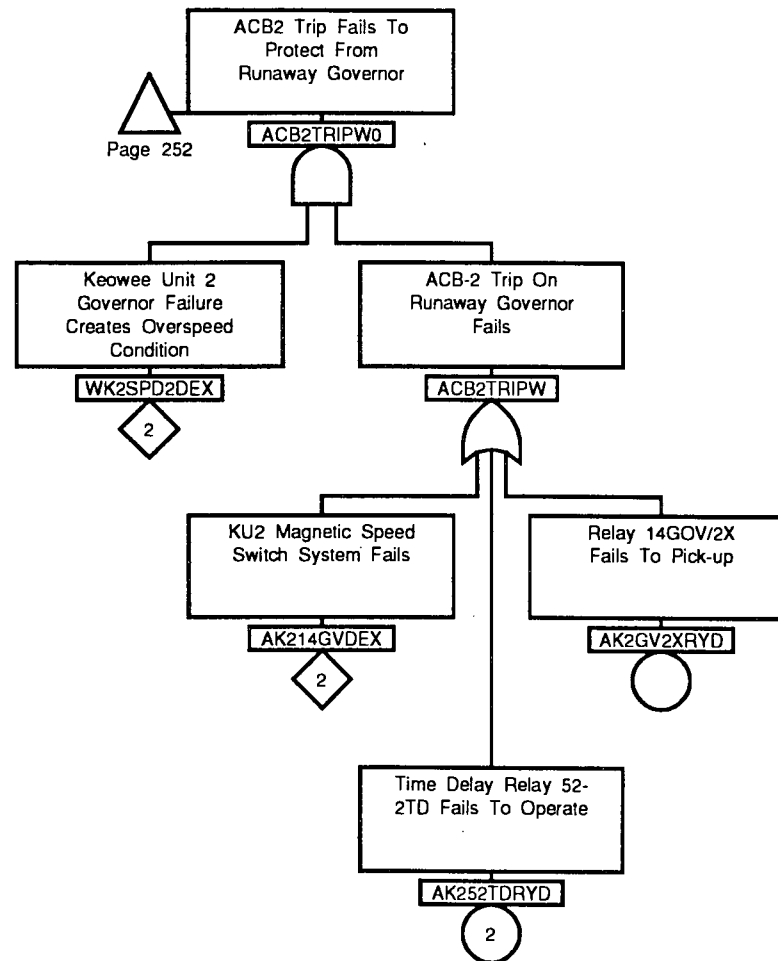 ACB2 Trip Fails To
Protect From
Runaway Governor
Page 252
ACB2TRIPW0
Keowee Unit 2
Governor Failure
Creates Overspeed
Condition
WK2SPD2DEX
2
ACB-2 Trip On
Runaway Governor
Fails
ACB2TRIPW
KU2 Magnetic Speed
Switch System Fails
AK214GVDEX
2
Relay 14GOV/2X
Fails To Pick-up
AK2GV2XRYD
Time Delay Relay 52-
2TD Fails To Operate
AK252TDRYD
2